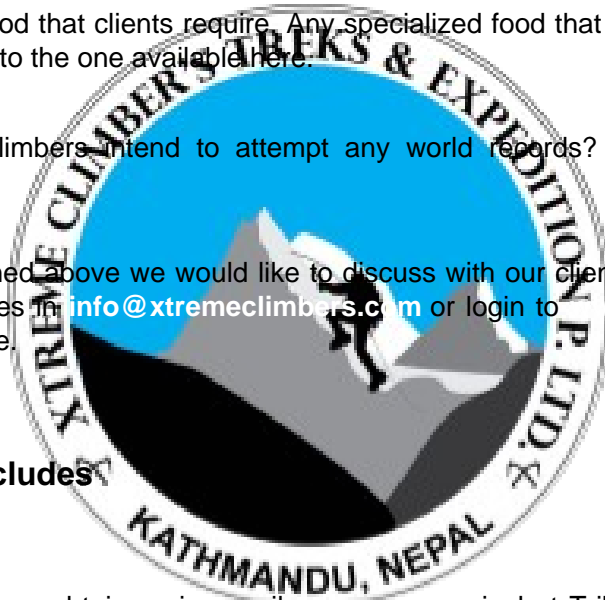 od that clients require. Any specialized food that
to the one available here.
limbers intend to attempt any world records?
ned above we would like to discuss with our clien
es in info@xtremeclimbers.com or login to
e.
cludes
XTREME CLIMBER'S TREKS & EXPEDITION P. LTD.
KATHMANDU, NEPAL